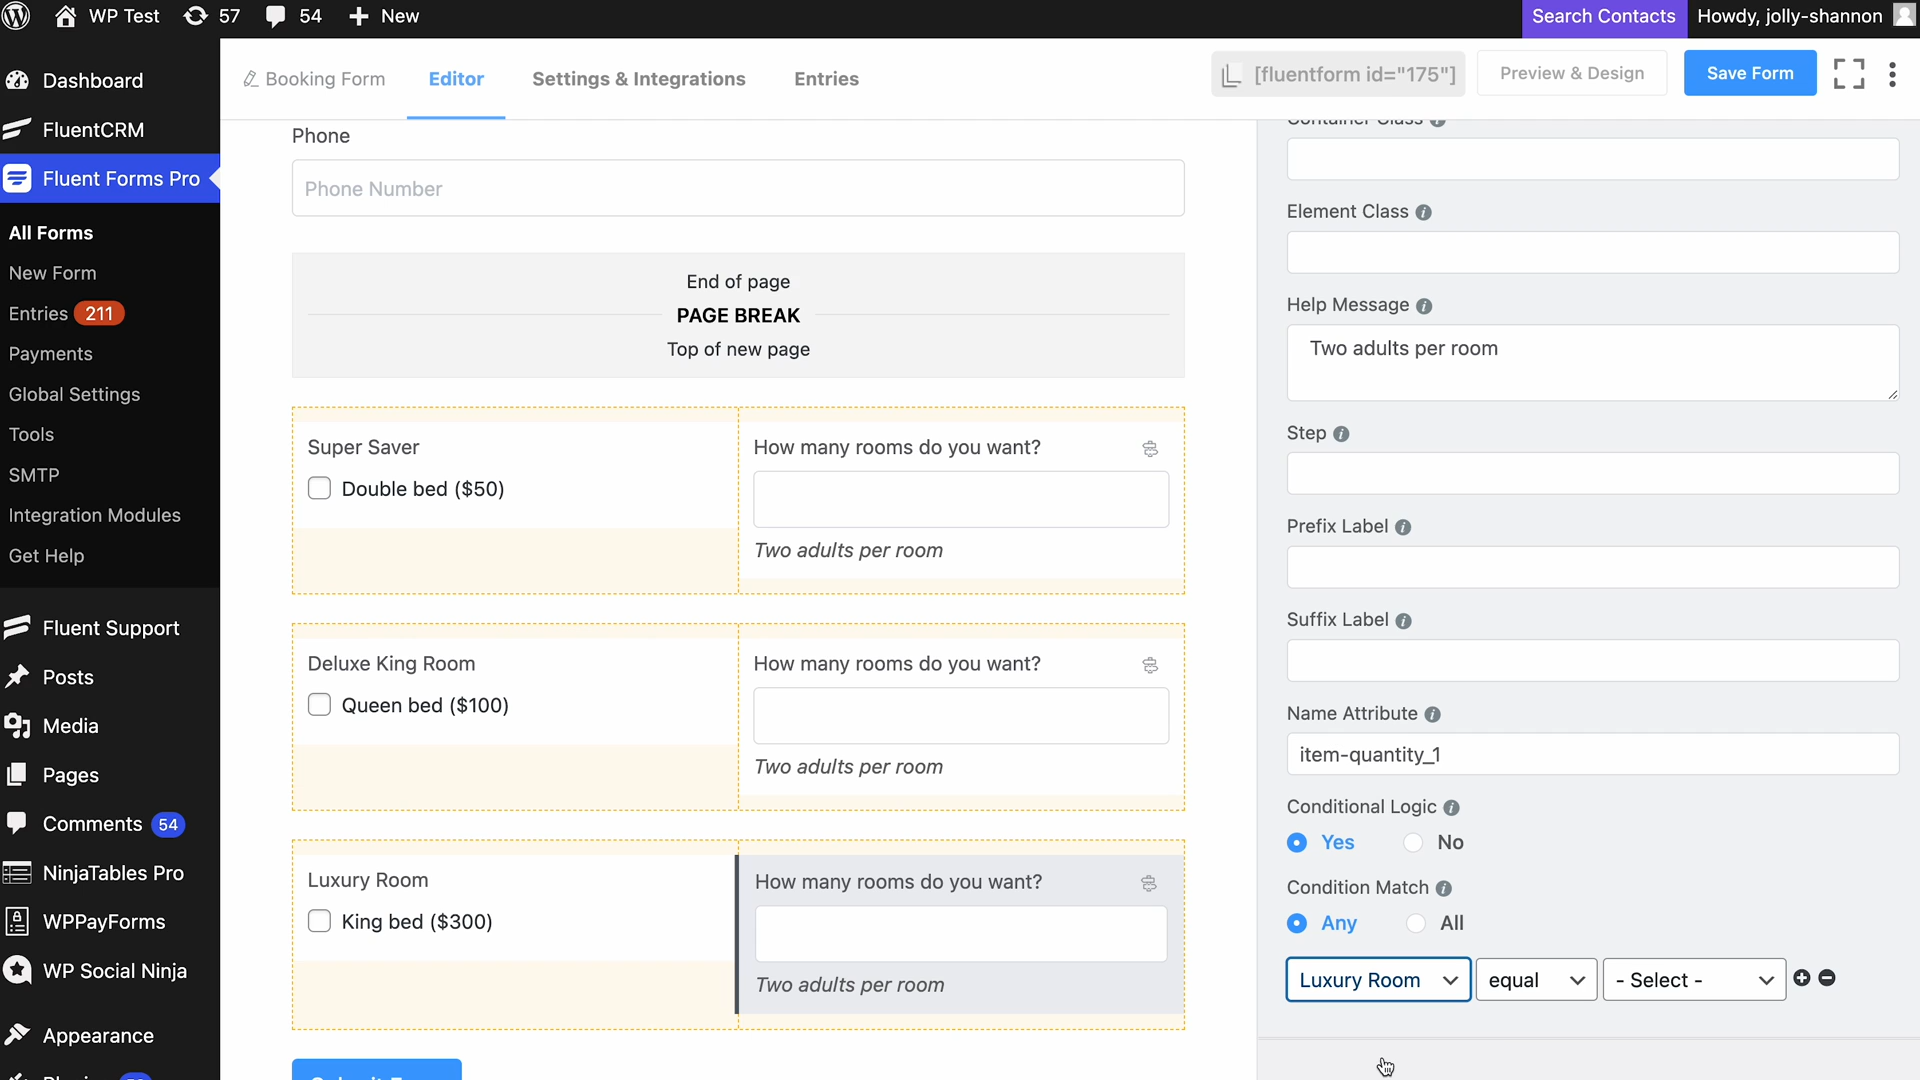 WP Test
57
54
New
Search Contacts
Howdy, jolly-shannon
Dashboard
FluentCRM
Fluent Forms Pro
All Forms
New Form
Entries 211
Payments
Global Settings
Tools
SMTP
Integration Modules
Get Help
Fluent Support
Posts
Media
Pages
Comments 54
NinjaTables Pro
WPPayForms
WP Social Ninja
Appearance
Booking Form
Editor
Settings & Integrations
Entries
[fluentform id="175"]
Preview & Design
Save Form
Phone
Phone Number
End of page
PAGE BREAK
Top of new page
Super Saver
Double bed ($50)
How many rooms do you want?
Two adults per room
Deluxe King Room
Queen bed ($100)
How many rooms do you want?
Two adults per room
Luxury Room
King bed ($300)
How many rooms do you want?
Two adults per room
Container Class
Element Class
Help Message
Two adults per room
Step
Prefix Label
Suffix Label
Name Attribute
item-quantity_1
Conditional Logic
Yes
No
Condition Match
Any
All
Luxury Room
equal
- Select -